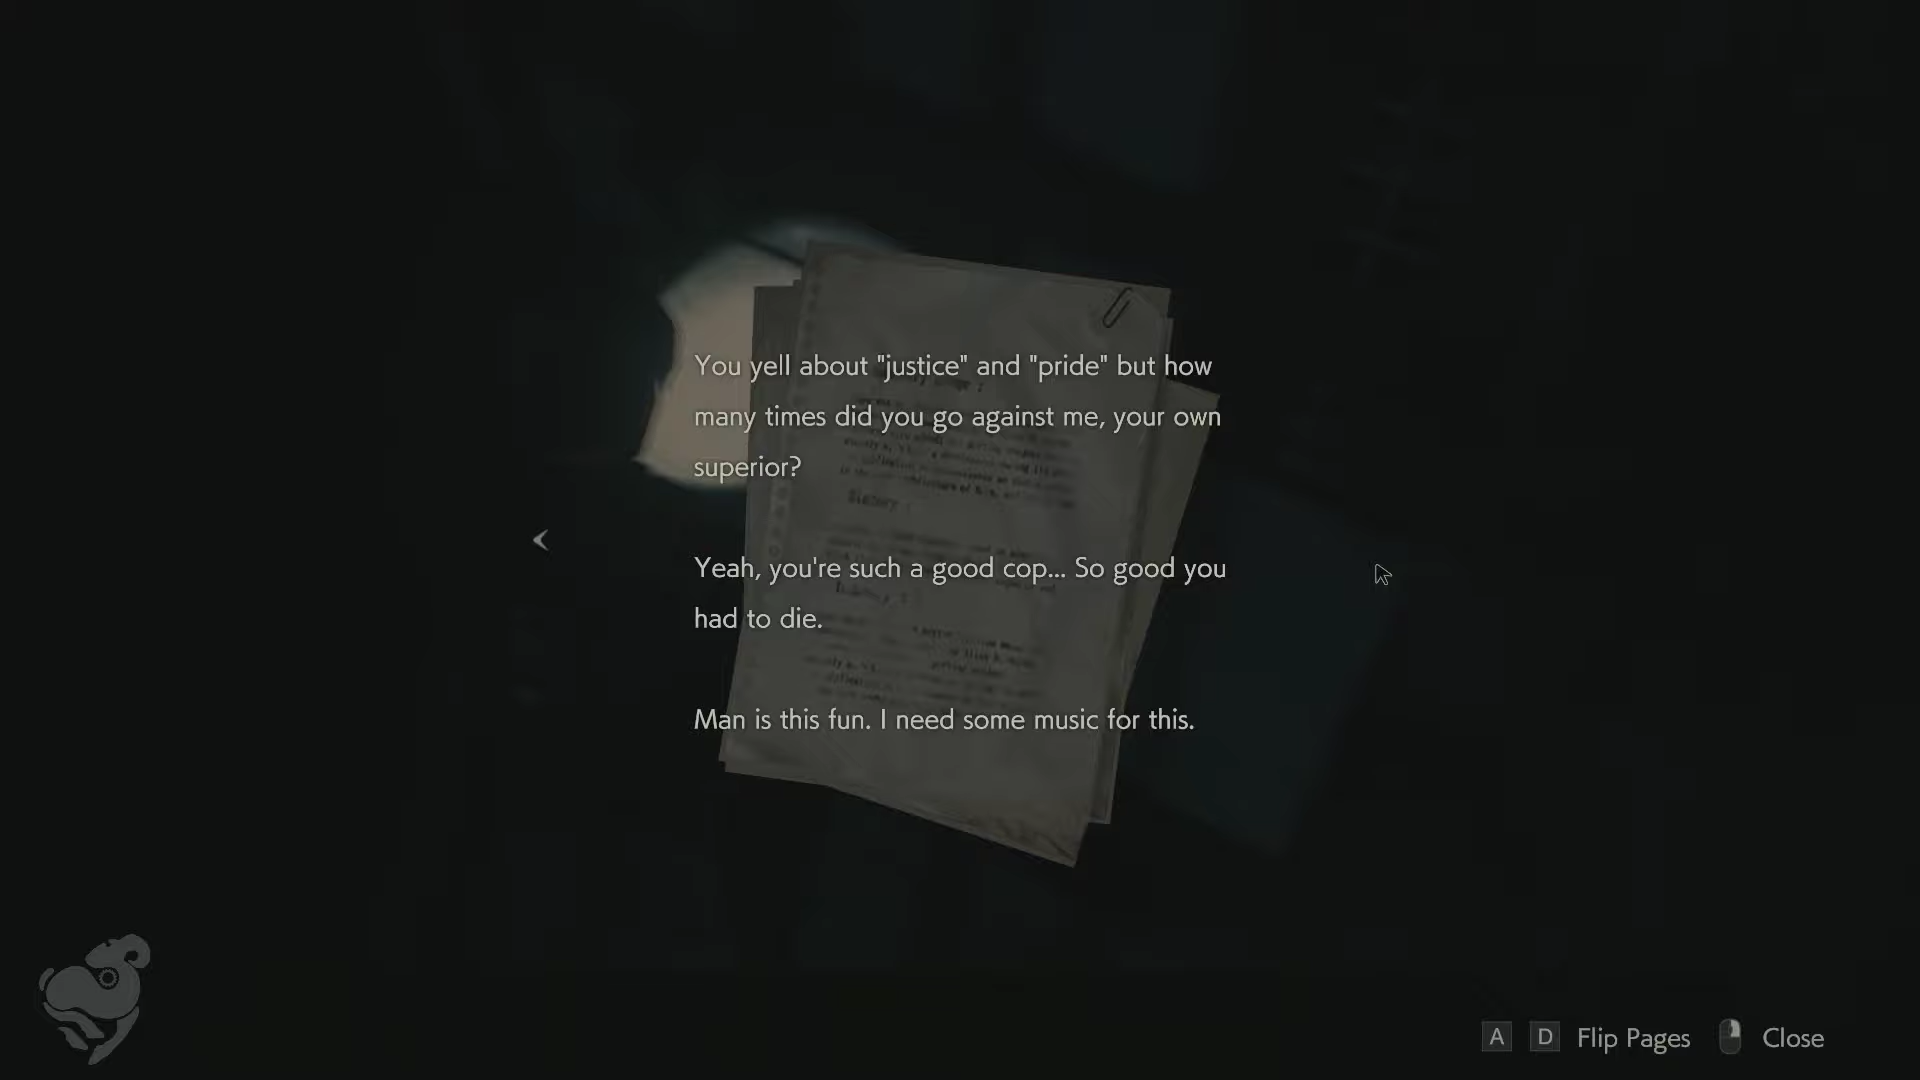 You yell about "justice" and "pride" but how
many times did you go against me, your own
superior?
Yeah, you're such a good cop... So good you
had to die.
Man is this fun. I need some music for this.
A D Flip Pages Close